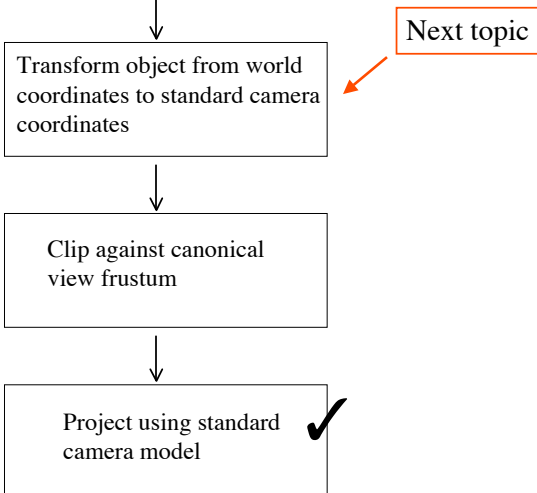 Next topic
Transform object from world
coordinates to standard camera
coordinates
Clip against canonical
view frustum
Project using standard
camera model